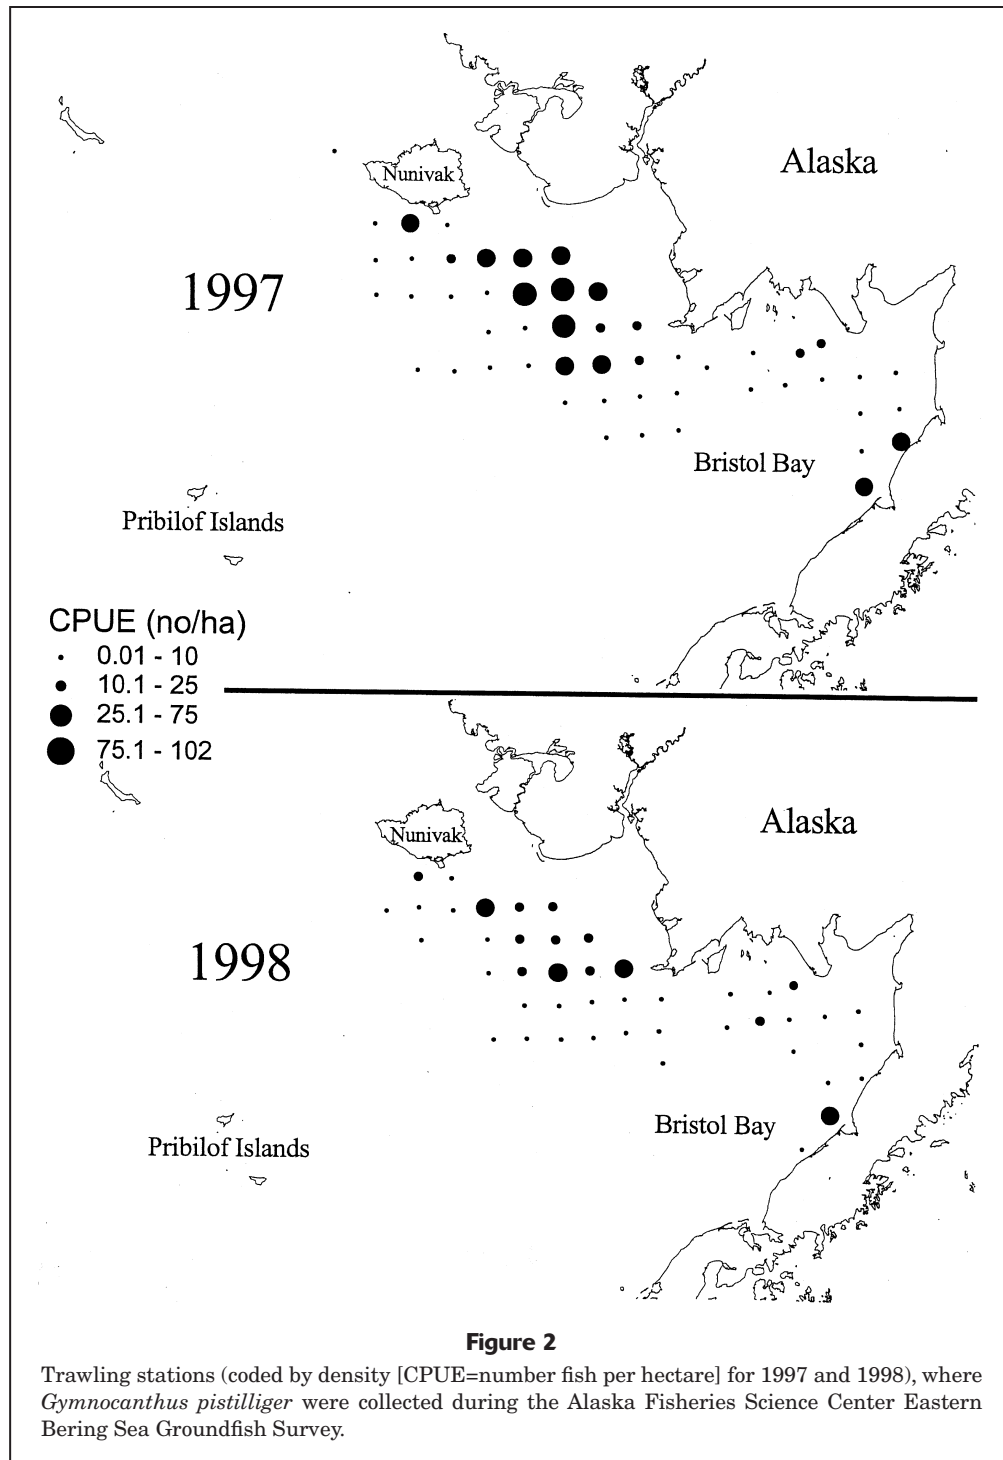 Nunivak
Alaska
1997
Bristol Bay
Pribilof Islands
CPUE (no/ha)
0.01 - 10
10.1 - 25
25.1 - 75
75.1 - 102
Nunivak
Alaska
1998
Bristol Bay
Pribilof Islands
Figure 2
Trawling stations (coded by density [CPUE=number fish per hectare] for 1997 and 1998), where
Gymnocanthus pistilliger were collected during the Alaska Fisheries Science Center Eastern
Bering Sea Groundfish Survey.